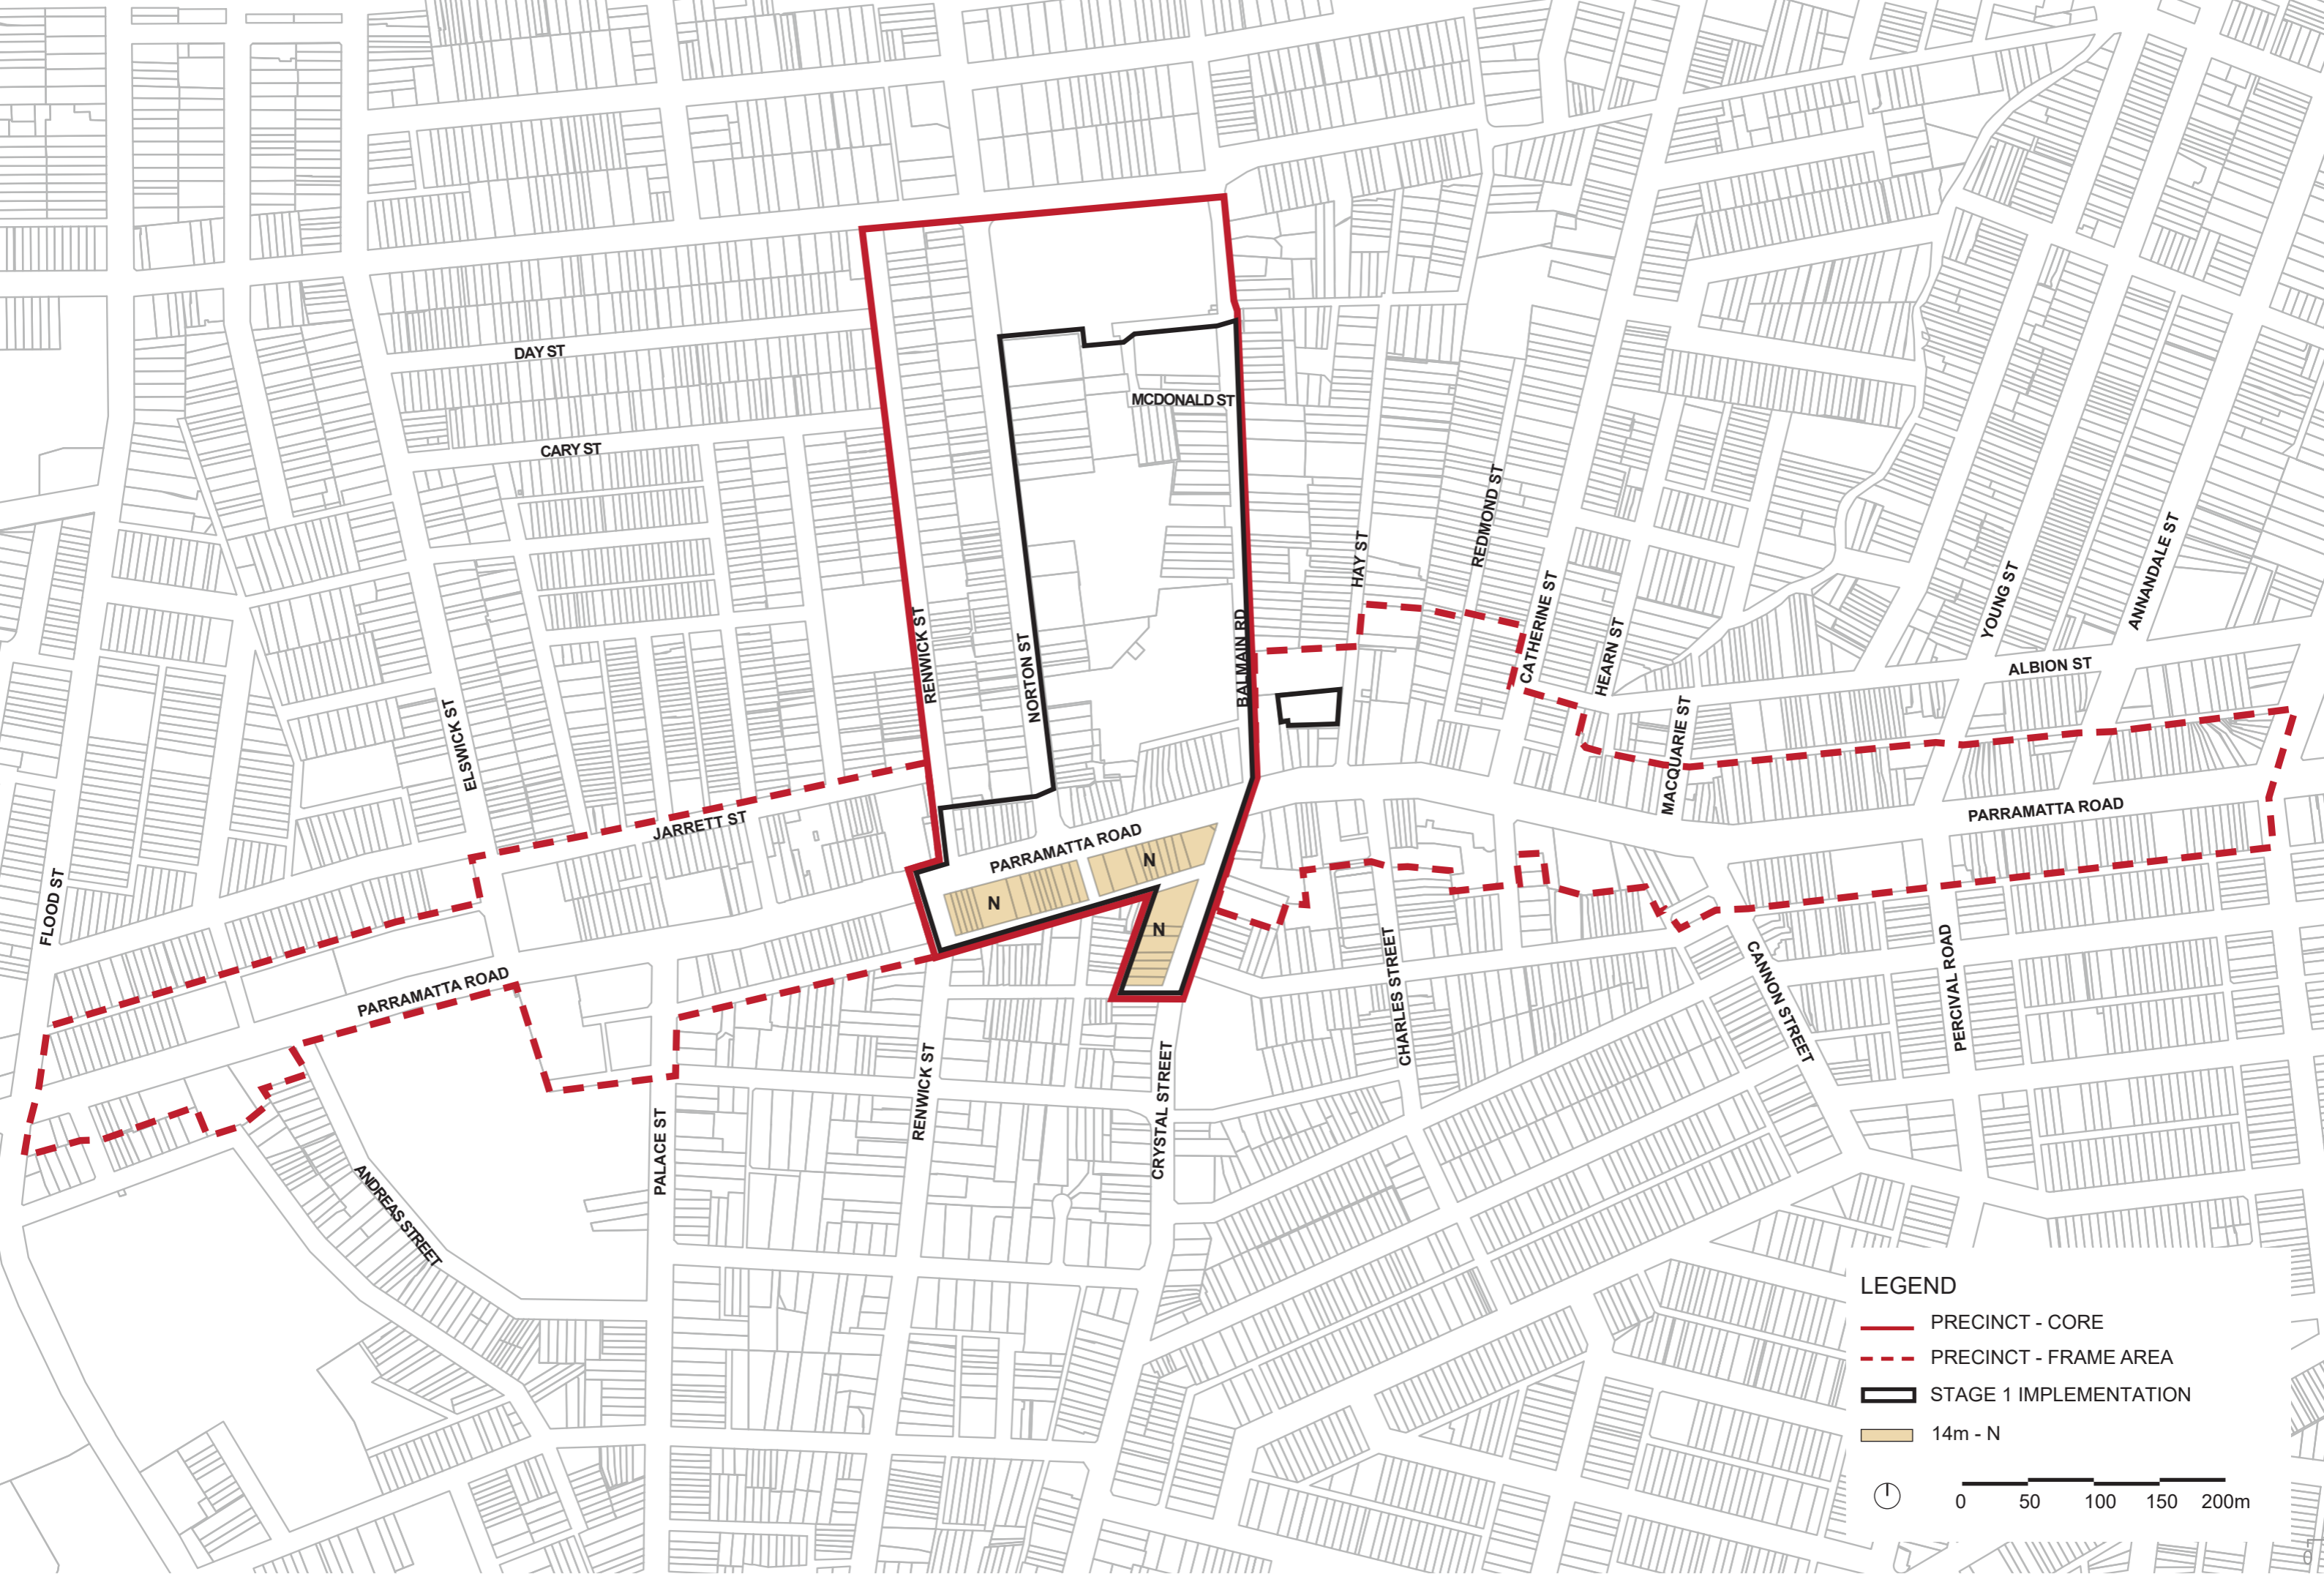 DAY ST
MCDONALD ST
CARY ST
REDMOND ST
HAY ST
ANNANDALE ST
YOUNG ST
CATHERINE ST
RENWICK ST
NORTON ST
BALMAIN RD
HEARN ST
ALBION ST
ELSWICK ST
MACQUARIE ST
JARRETT ST
PARRAMATTA ROAD
PARRAMATTA ROAD
N
N
N
FLOOD ST
PARRAMATTA ROAD
CHARLES STREET
CANNON STREET
PERCIVAL ROAD
RENWICK ST
CRYSTAL STREET
PALACE ST
ANDREAS STREET
LEGEND
PRECINCT - CORE
PRECINCT - FRAME AREA
STAGE 1 IMPLEMENTATION
14m - N
0 50 100 150 200m